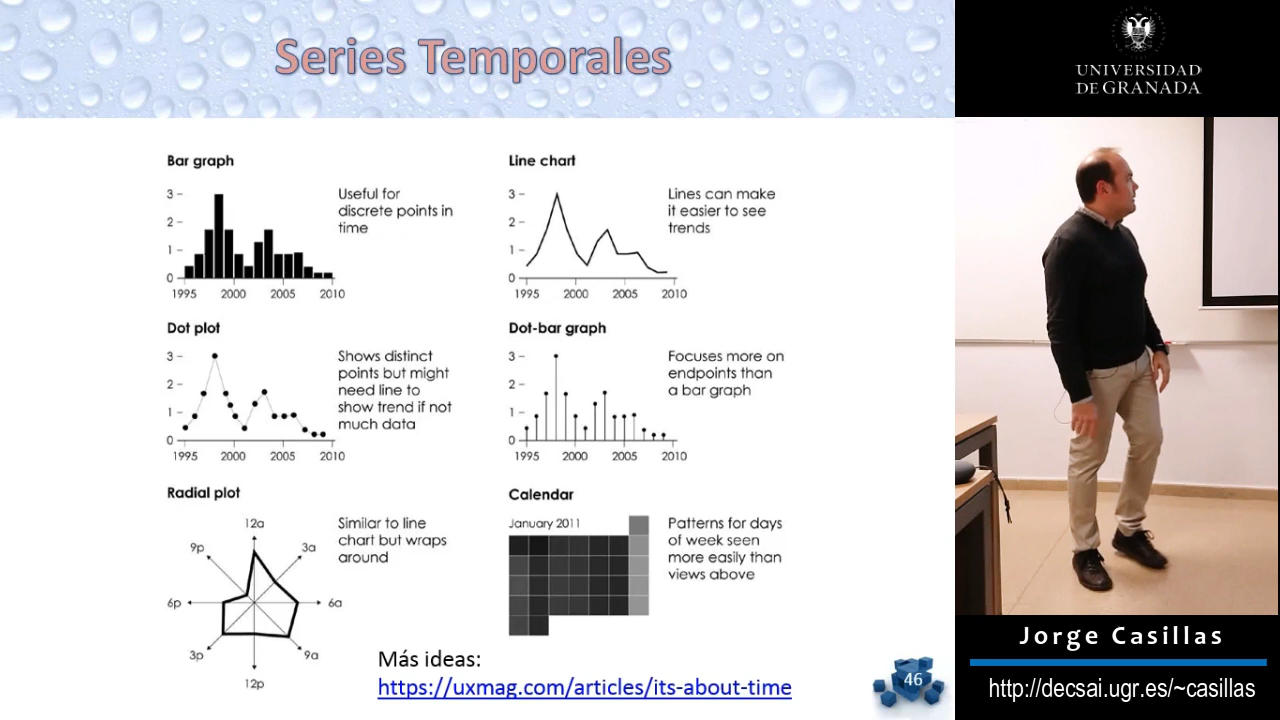 Series Temporales
Bar graph
3
2
1
0
1995 2000 2005 2010
Useful for
discrete points in
time
Line chart
3
2
1
0
1995 2000 2005 2010
Lines can make
it easier to see
trends
Dot plot
3
2
1
0
1995 2000 2005 2010
Shows distinct
points but might
need line to
show trend if not
much data
Dot-bar graph
3
2
1
0
1995 2000 2005 2010
Focuses more on
endpoints than
a bar graph
Radial plot
12a
9p 3a
6p 6a
3p 9a
12p
Similar to line
chart but wraps
around
Calendar
January 2011
Patterns for days
of week seen
more easily than
views above
Más ideas:
https://uxmag.com/articles/its-about-time
46
UNIVERSIDAD
DE GRANADA
Jorge Casillas
http://decsai.ugr.es/~casillas